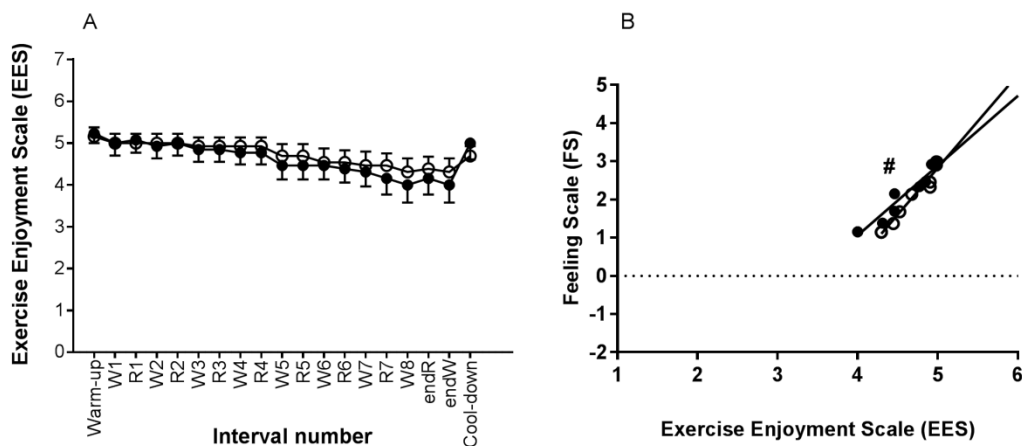 A
Exercise Enjoyment Scale (EES)
7
6
5
4
3
2
1
0
Warm-up
W1
R1
W2
R2
W3
R3
W4
R4
W5
R5
W6
R6
W7
R7
W8
endR
endW
Cool-down
Interval number
B
Feeling Scale (FS)
5
4
3
2
1
0
-1
-2
#
1
2
3
4
5
6
Exercise Enjoyment Scale (EES)